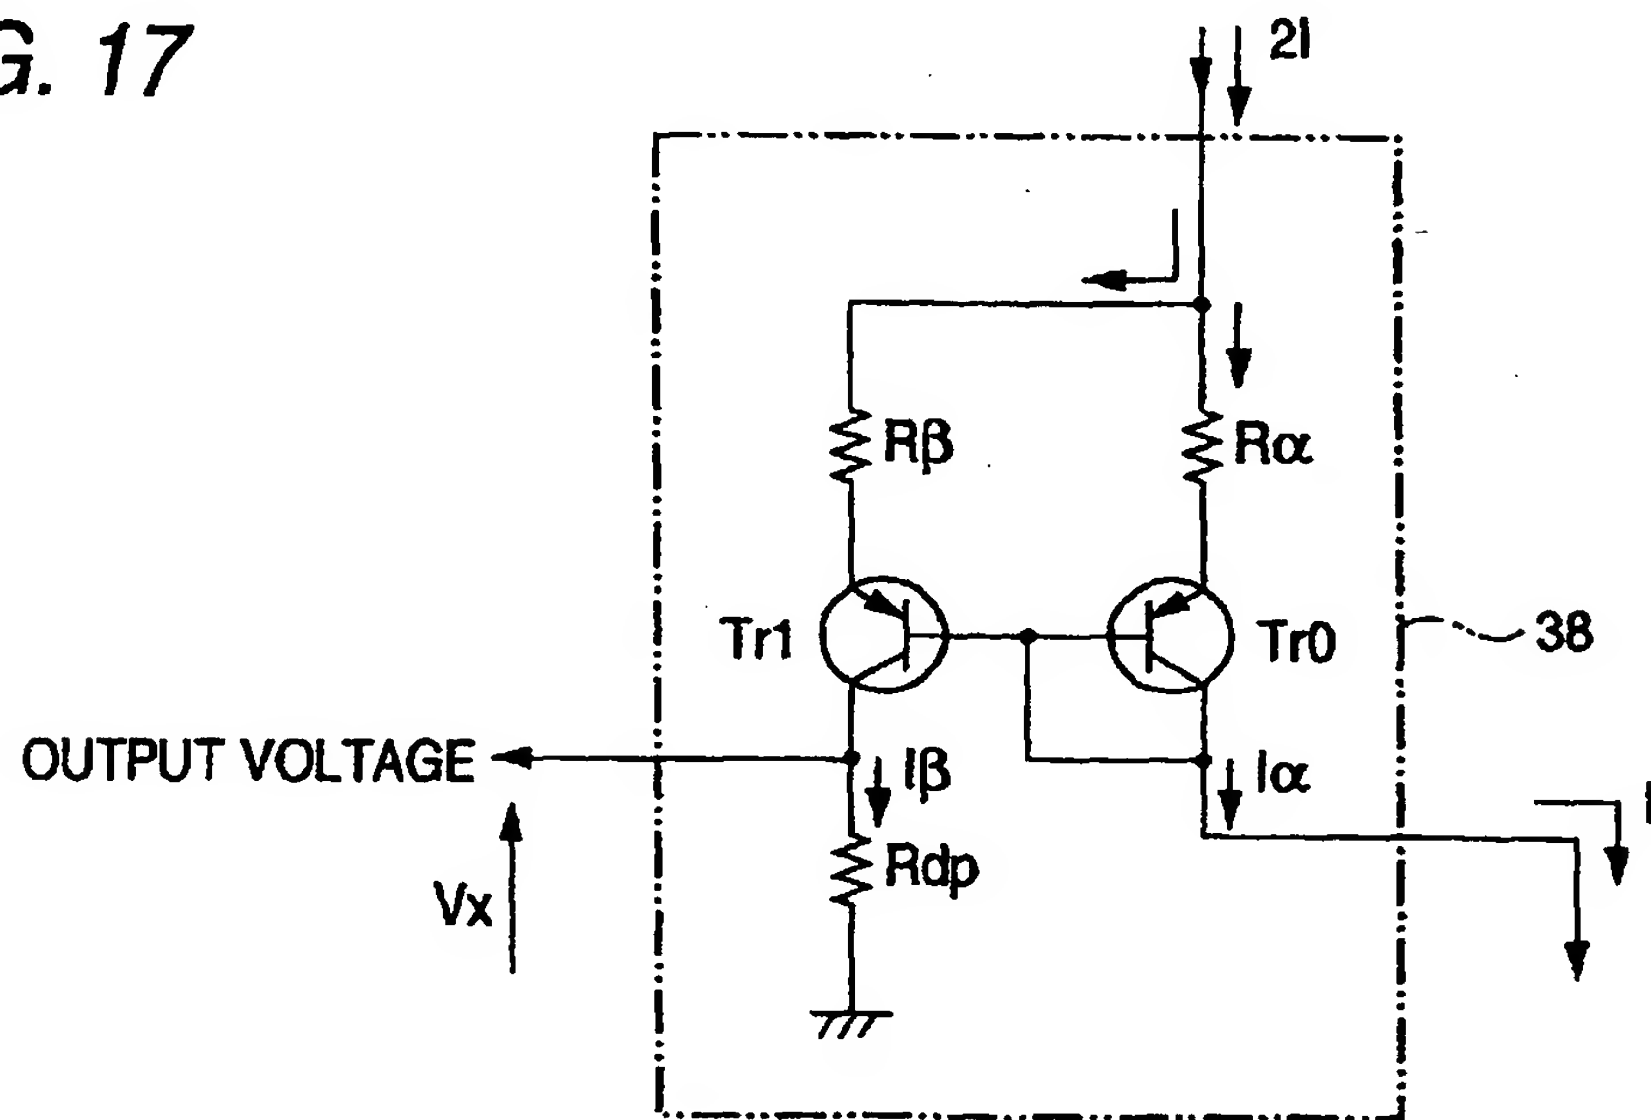 G. 17
2I
Rβ
Rα
Tr1
Tr0
38
OUTPUT VOLTAGE
Iβ
Iα
I
Rdp
Vx